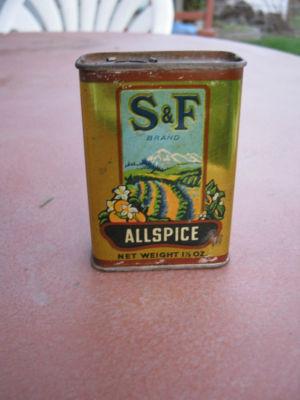 S&F
BRAND
ALLSPICE
NET WEIGHT 1½ OZ.